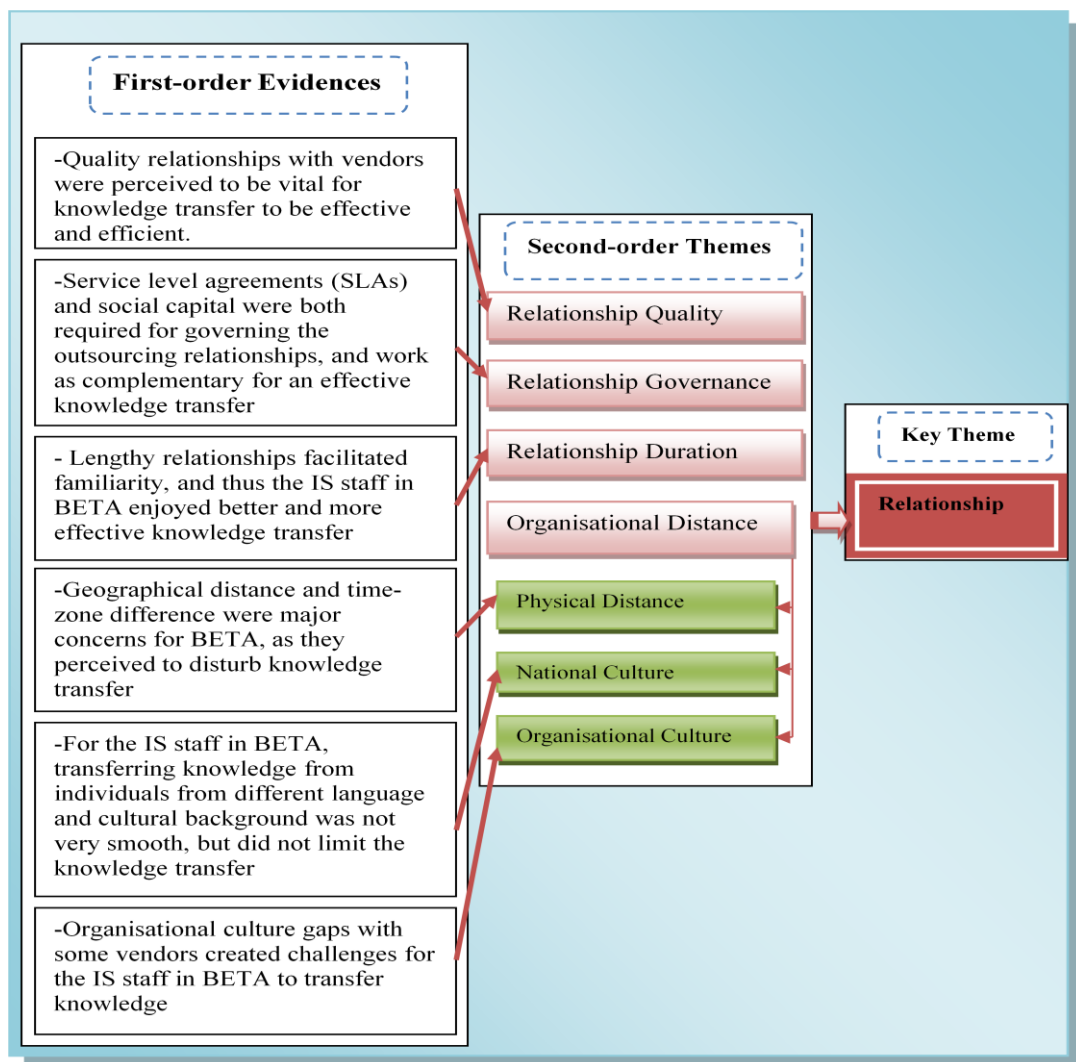 First-order Evidences
-Quality relationships with vendors
were perceived to be vital for
knowledge transfer to be effective
and efficient.
-Service level agreements (SLAs)
and social capital were both
required for governing the
outsourcing relationships, and work
as complementary for an effective
knowledge transfer
- Lengthy relationships facilitated
familiarity, and thus the IS staff in
BETA enjoyed better and more
effective knowledge transfer
-Geographical distance and time-
zone difference were major
concerns for BETA, as they
perceived to disturb knowledge
transfer
-For the IS staff in BETA,
transferring knowledge from
individuals from different language
and cultural background was not
very smooth, but did not limit the
knowledge transfer
-Organisational culture gaps with
some vendors created challenges for
the IS staff in BETA to transfer
knowledge
Second-order Themes
Relationship Quality
Relationship Governance
Relationship Duration
Organisational Distance
Physical Distance
National Culture
Organisational Culture
Key Theme
Relationship